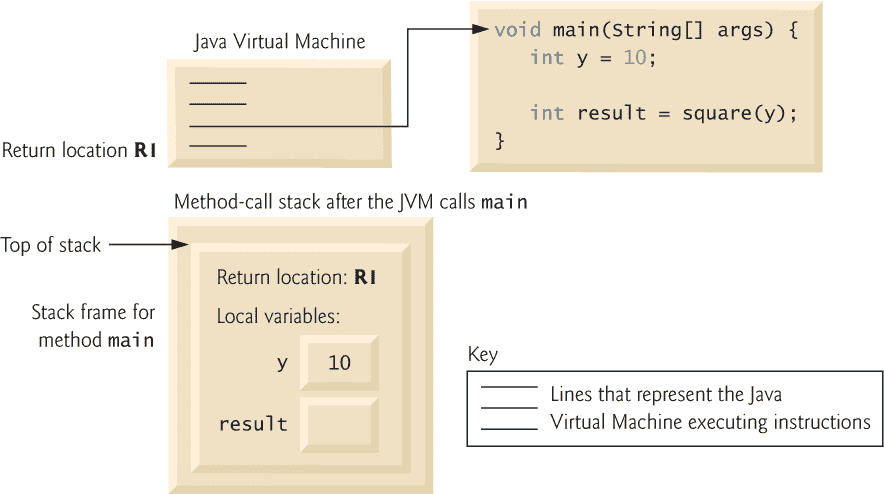 Java Virtual Machine
void main(String[] args) {
int y = 10;
int result = square(y);
}
Return location R1
Method-call stack after the JVM calls main
Top of stack
Return location: R1
Local variables:
Stack frame for
method main
y 10
result
Key
Lines that represent the Java
Virtual Machine executing instructions